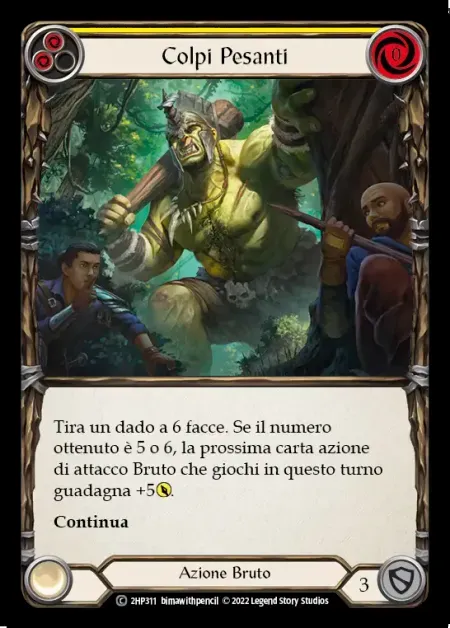 0
Colpi Pesanti
Tira un dado a 6 facce. Se il numero
ottenuto è 5 o 6, la prossima carta azione
di attacco Bruto che giochi in questo turno
guadagna +5.
Continua
Azione Bruto
3
C 2HP311 bimawithpencil © 2022 Legend Story Studios